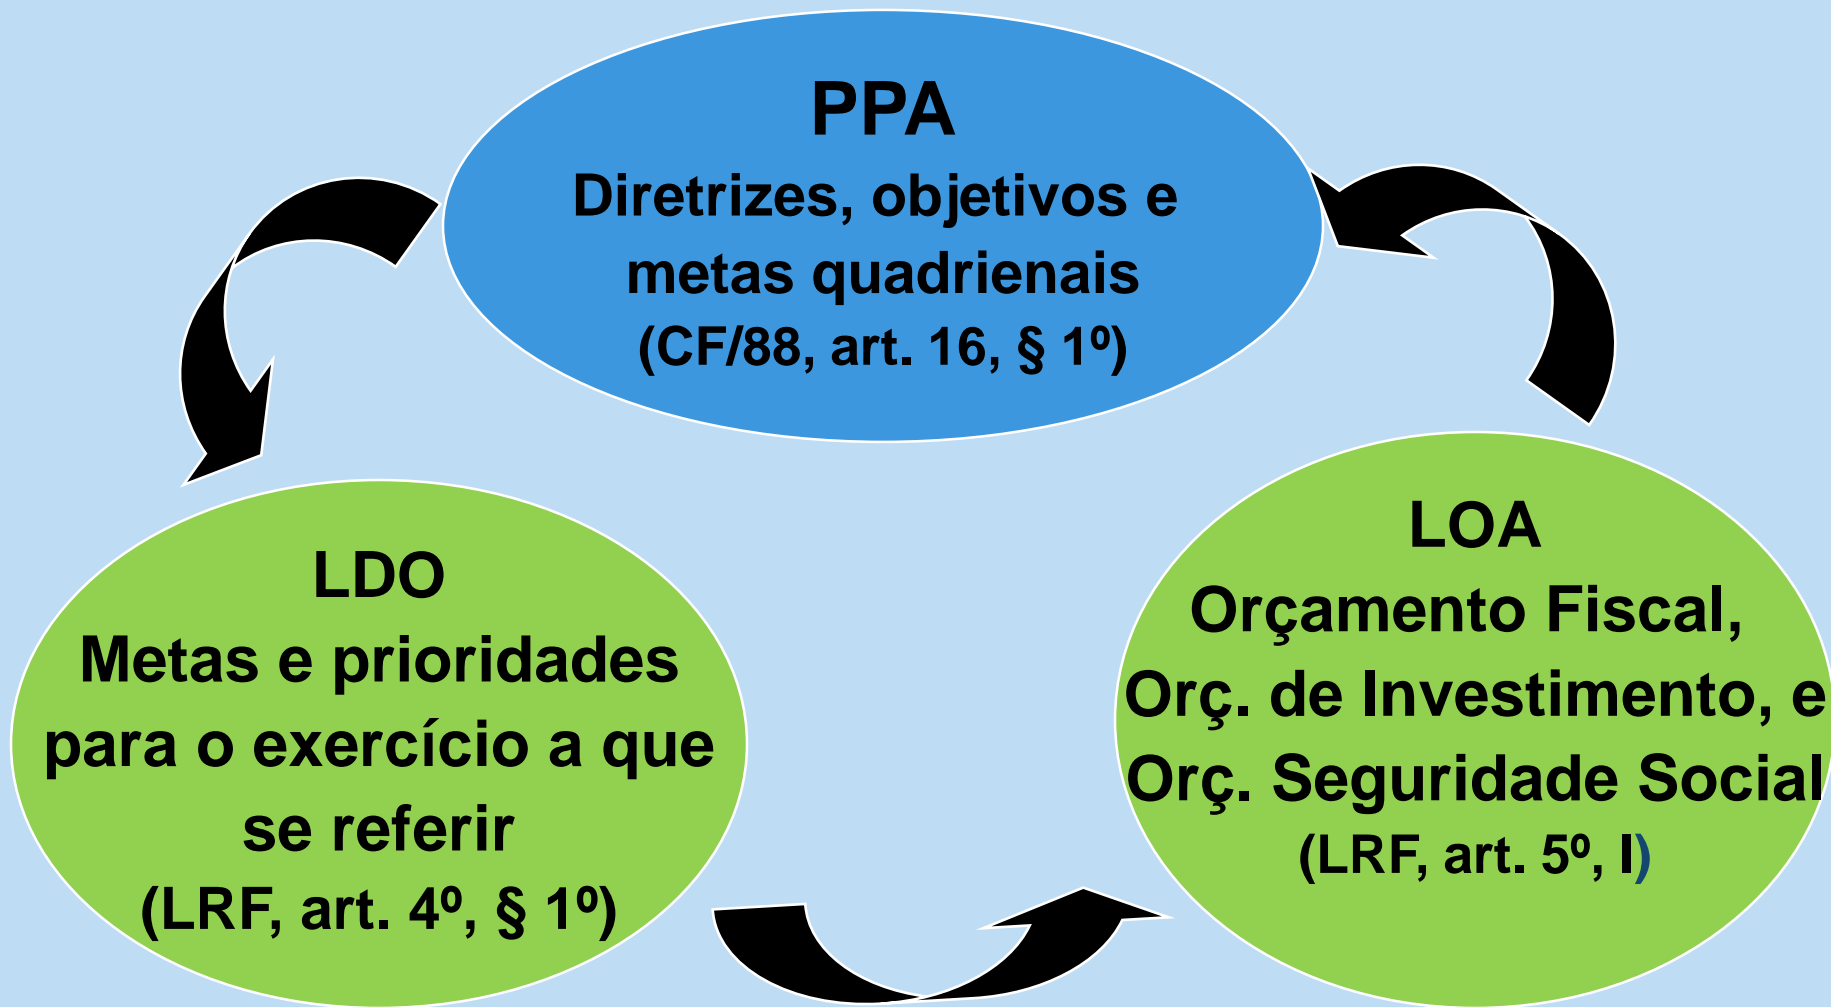 PPA
Diretrizes, objetivos e
metas quadrienais
(CF/88, art. 16, § 1º)
LDO
Metas e prioridades
para o exercício a que
se referir
(LRF, art. 4º, § 1º)
LOA
Orçamento Fiscal,
Orç. de Investimento, e
Orç. Seguridade Social
(LRF, art. 5º, I)